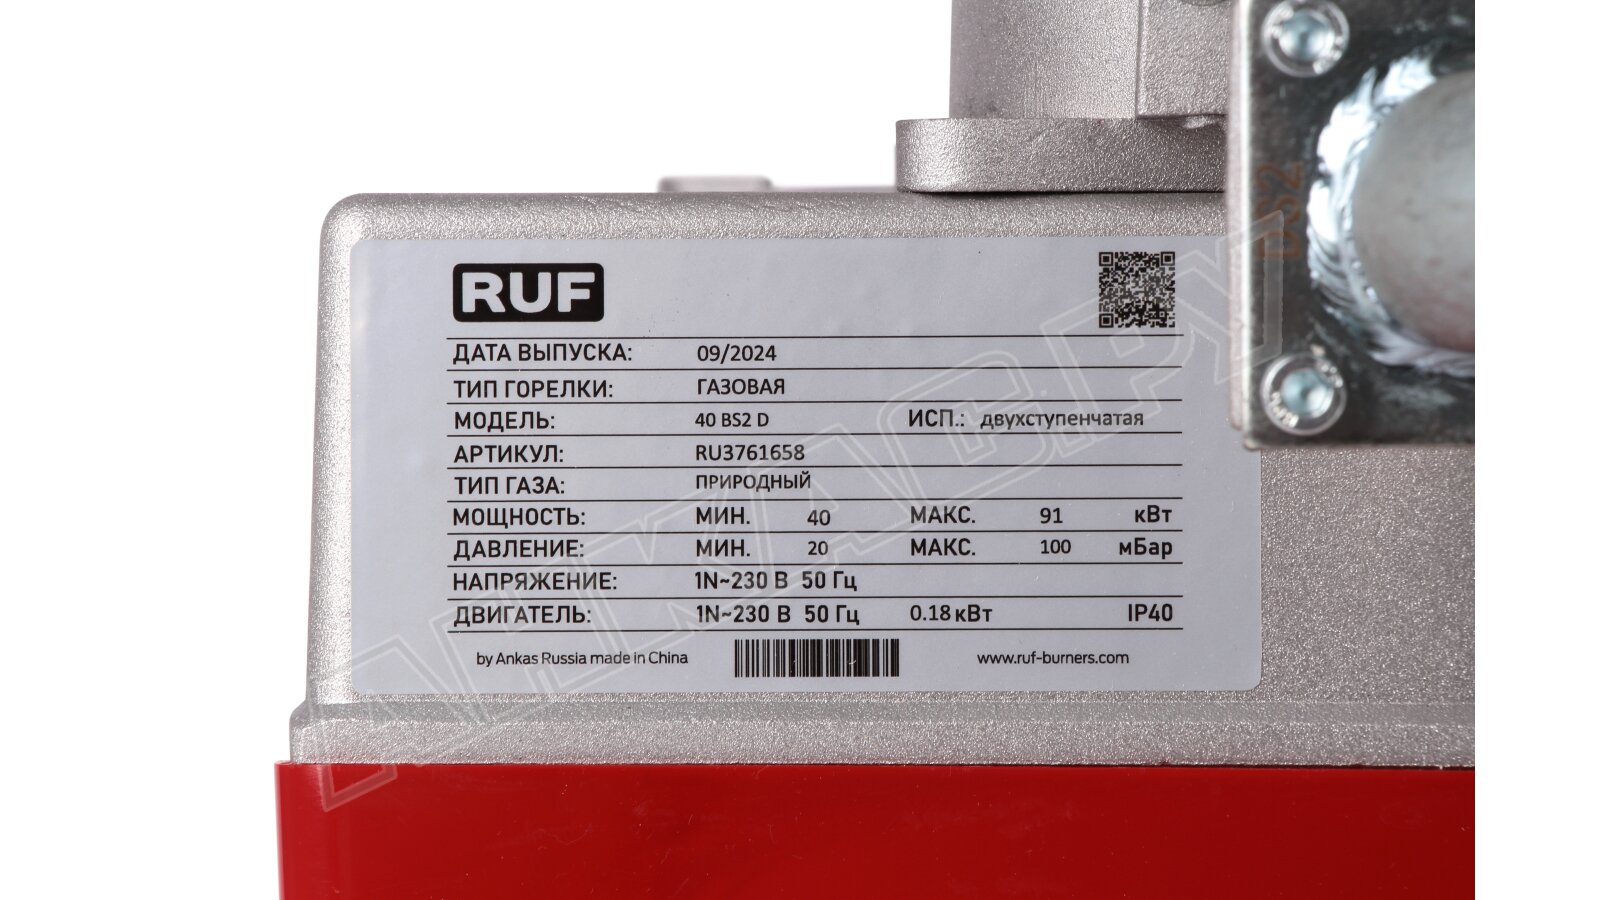 RUF
ДАТА ВЫПУСКА: 09/2024
ТИП ГОРЕЛКИ: ГАЗОВАЯ
МОДЕЛЬ: 40 BS2 D ИСП.: двухступенчатая
АРТИКУЛ: RU3761658
ТИП ГАЗА: ПРИРОДНЫЙ
МОЩНОСТЬ: МИН. 40 МАКС. 91 кВт
ДАВЛЕНИЕ: МИН. 20 МАКС. 100 мБар
НАПРЯЖЕНИЕ: 1N~230 В 50 Гц
ДВИГАТЕЛЬ: 1N~230 В 50 Гц 0.18 кВт IP40
by Ankas Russia made in China www.ruf-burners.com